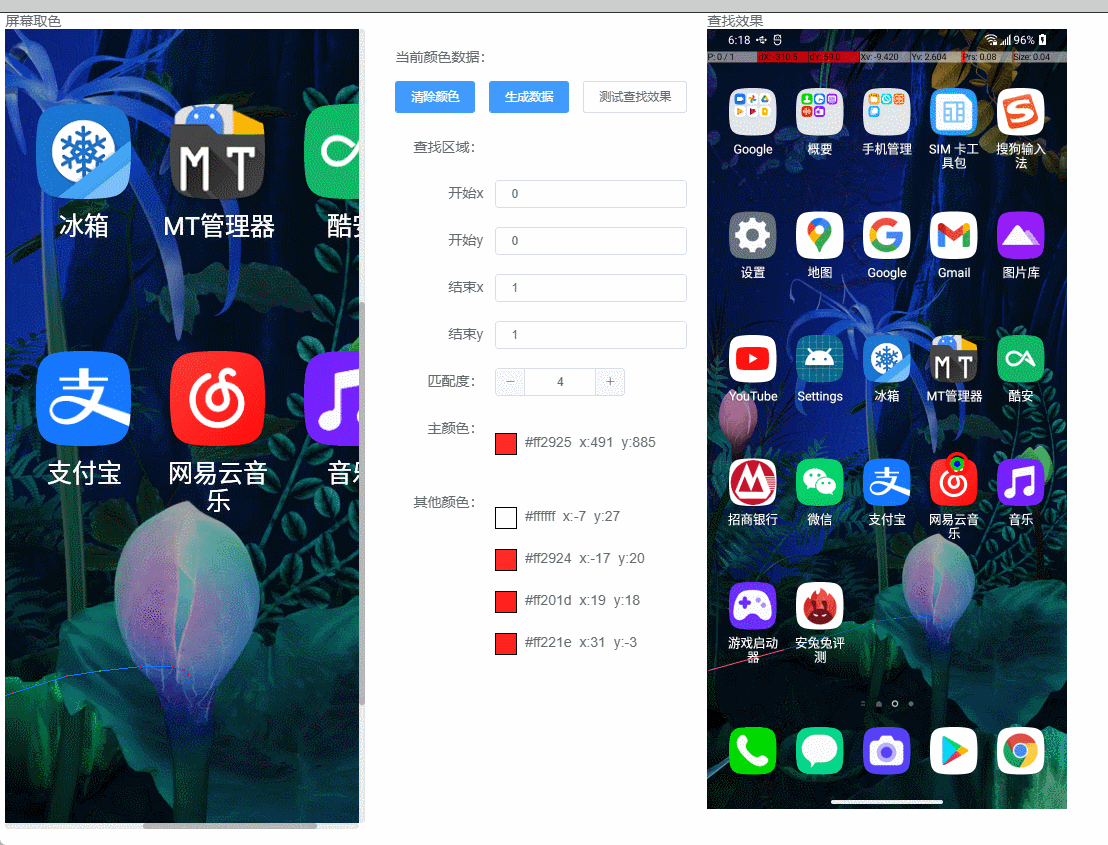 屏幕取色
冰箱
MT管理器
酷安
支付宝
网易云音
乐
音乐
当前颜色数据：
清除颜色
生成数据
测试查找效果
查找区域：
开始x 0
开始y 0
结束x 1
结束y 1
匹配度： − 4 +
主颜色：
#ff2925 x:491 y:885
其他颜色：
#ffffff x:-7 y:27
#ff2924 x:-17 y:20
#ff201d x:19 y:18
#ff221e x:31 y:-3
查找效果
6:18 96%
P: 0 / 1 dX: -310.5 dY: 59.0 Xv: -9.420 Yv: 2.604 Prs: 0.08 Size: 0.04
Google 概要 手机管理 SIM 卡工 搜狗输入
具包 法
设置 地图 Google Gmail 图片库
YouTube Settings 冰箱 MT管理器 酷安
招商银行 微信 支付宝 网易云音 音乐
乐
游戏启动 安兔兔评
器 测